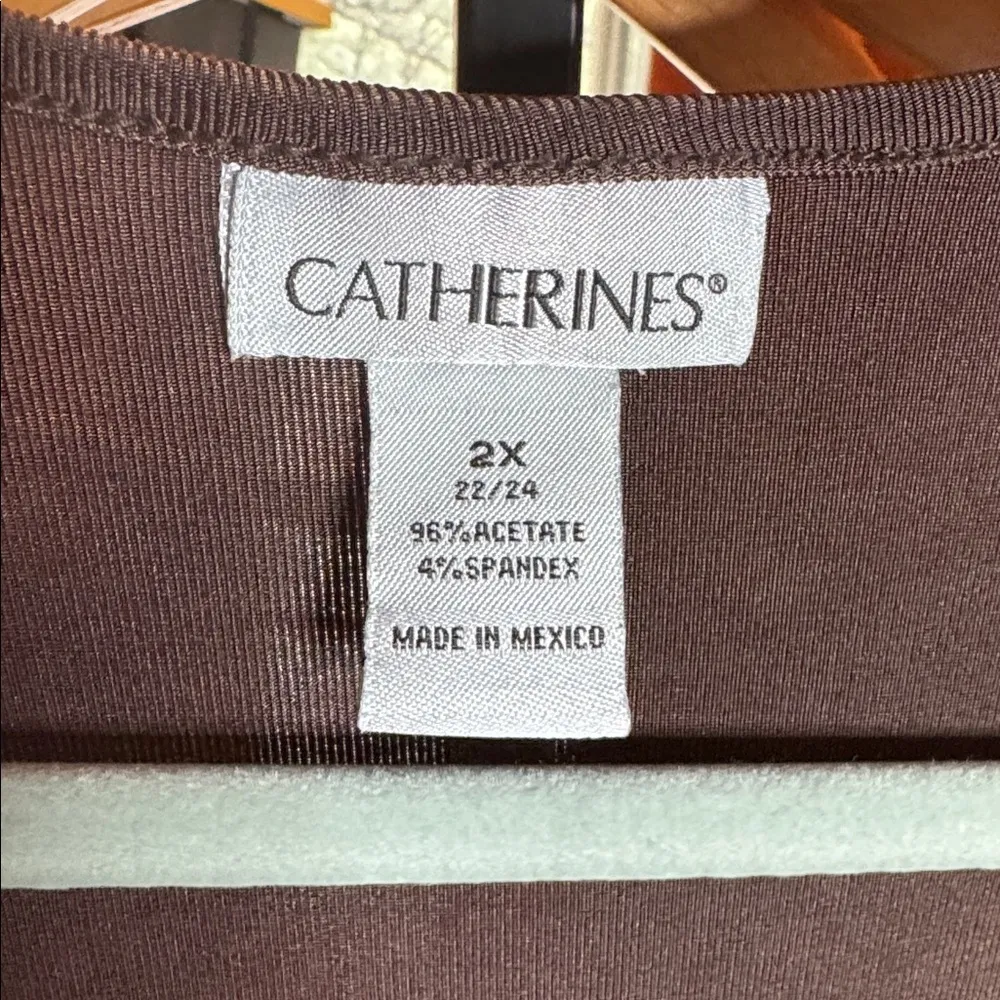 CATHERINES®
2X
22/24
96%ACETATE
4%SPANDEX
MADE IN MEXICO